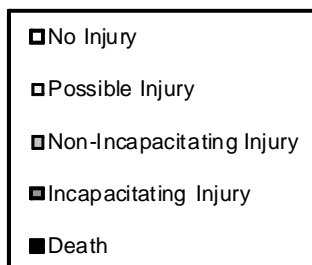 No Injury
Possible Injury
Non-Incapacitating Injury
Incapacitating Injury
Death